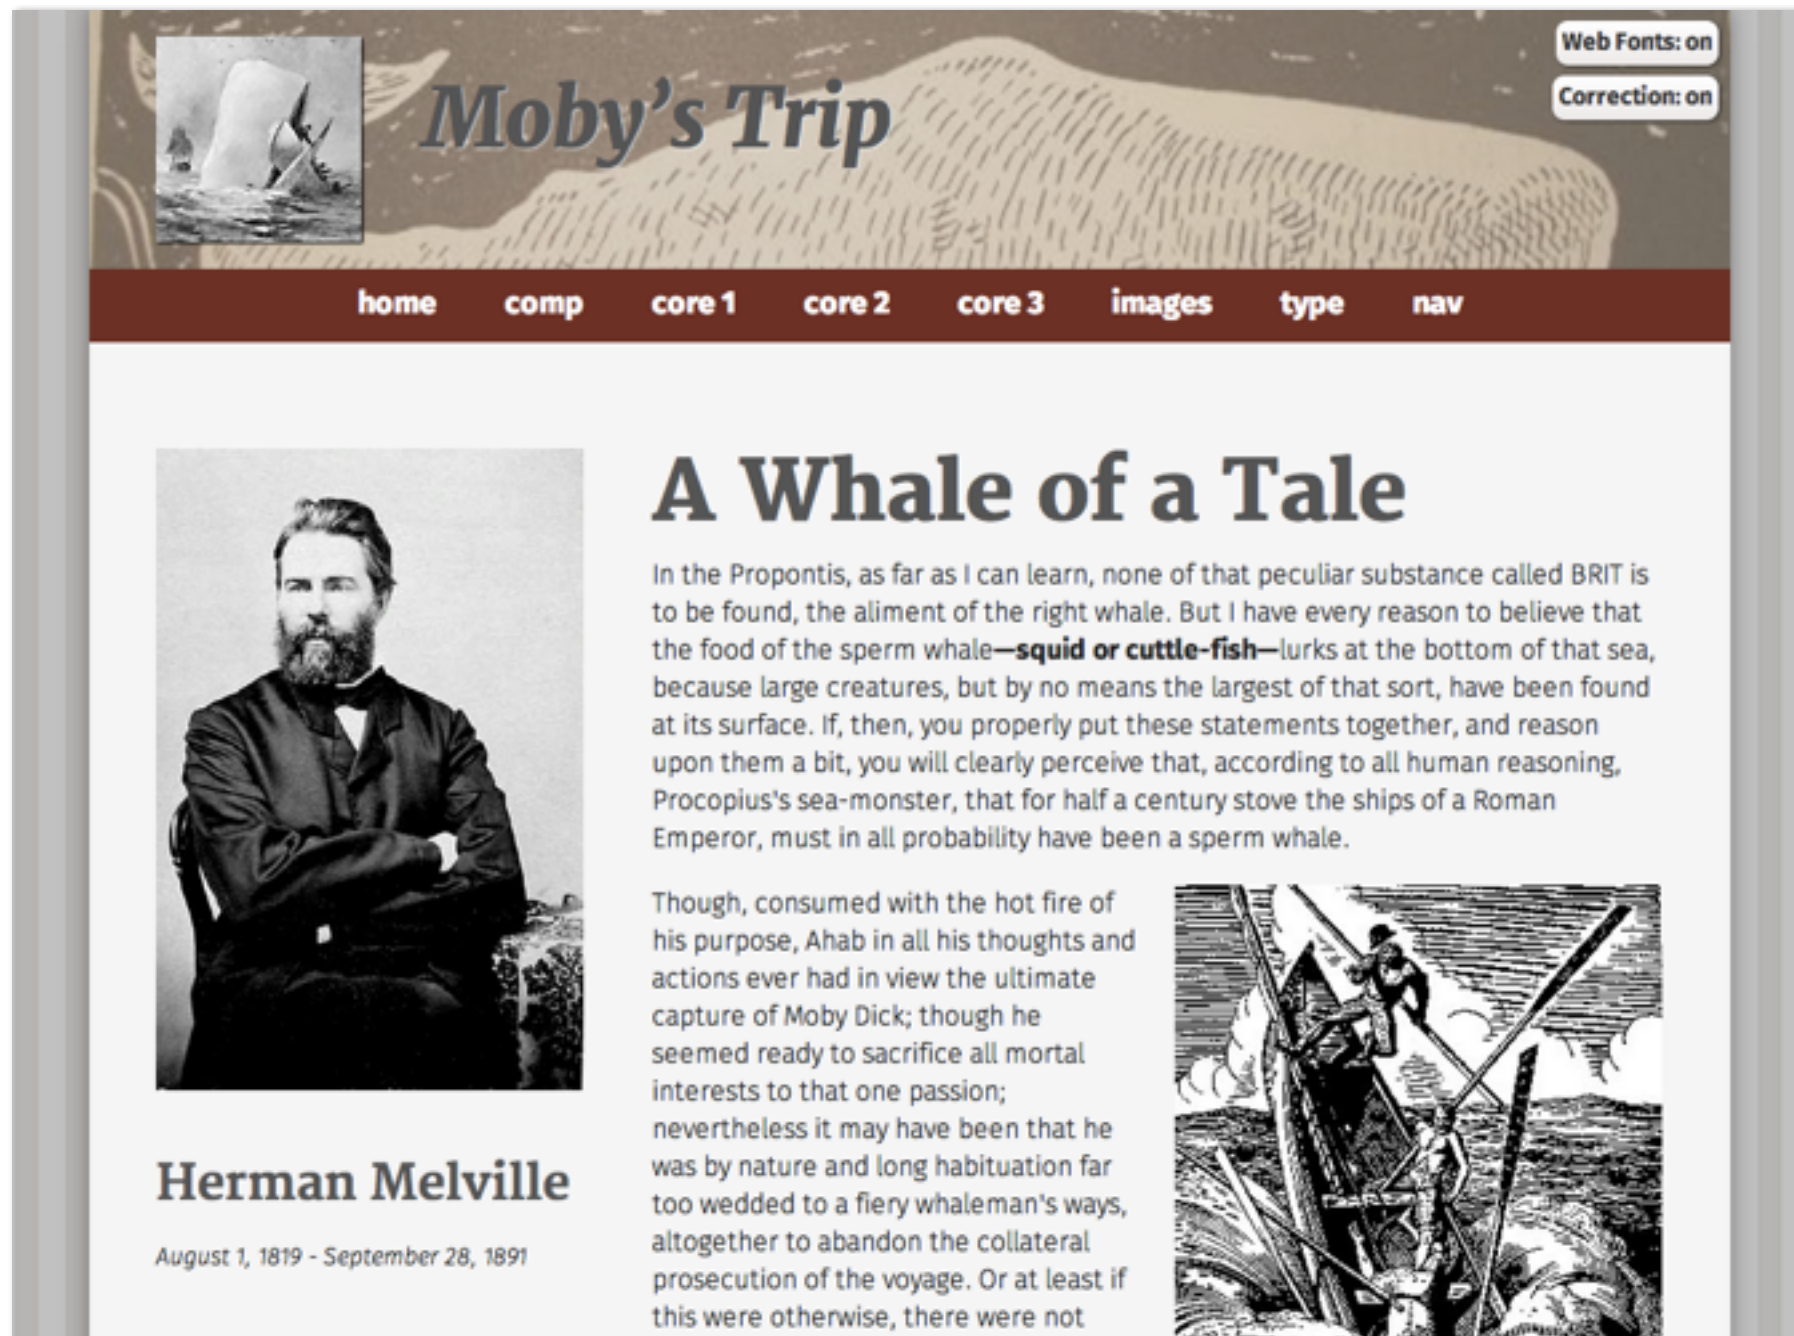 Web Fonts: on
Correction: on
Moby’s Trip
home comp core 1 core 2 core 3 images type nav
A Whale of a Tale
In the Propontis, as far as I can learn, none of that peculiar substance called BRIT is
to be found, the aliment of the right whale. But I have every reason to believe that
the food of the sperm whale—squid or cuttle-fish—lurks at the bottom of that sea,
because large creatures, but by no means the largest of that sort, have been found
at its surface. If, then, you properly put these statements together, and reason
upon them a bit, you will clearly perceive that, according to all human reasoning,
Procopius's sea-monster, that for half a century stove the ships of a Roman
Emperor, must in all probability have been a sperm whale.
Though, consumed with the hot fire of
his purpose, Ahab in all his thoughts and
actions ever had in view the ultimate
capture of Moby Dick; though he
seemed ready to sacrifice all mortal
interests to that one passion;
nevertheless it may have been that he
was by nature and long habituation far
too wedded to a fiery whaleman's ways,
altogether to abandon the collateral
prosecution of the voyage. Or at least if
this were otherwise, there were not
Herman Melville
August 1, 1819 - September 28, 1891